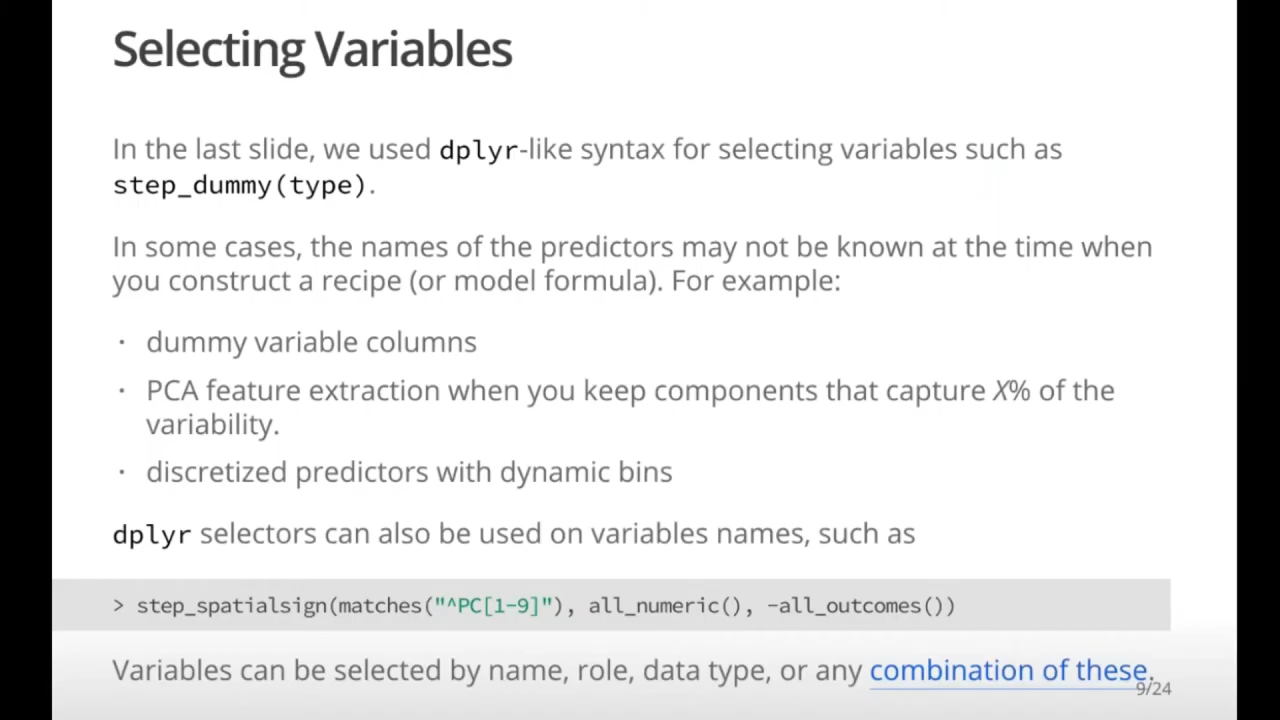 Selecting Variables
In the last slide, we used dplyr-like syntax for selecting variables such as
step_dummy(type).
In some cases, the names of the predictors may not be known at the time when
you construct a recipe (or model formula). For example:
· dummy variable columns
· PCA feature extraction when you keep components that capture X% of the
variability.
· discretized predictors with dynamic bins
dplyr selectors can also be used on variables names, such as
> step_spatialsign(matches("^PC[1-9]"), all_numeric(), -all_outcomes())
Variables can be selected by name, role, data type, or any combination of these.
9/24